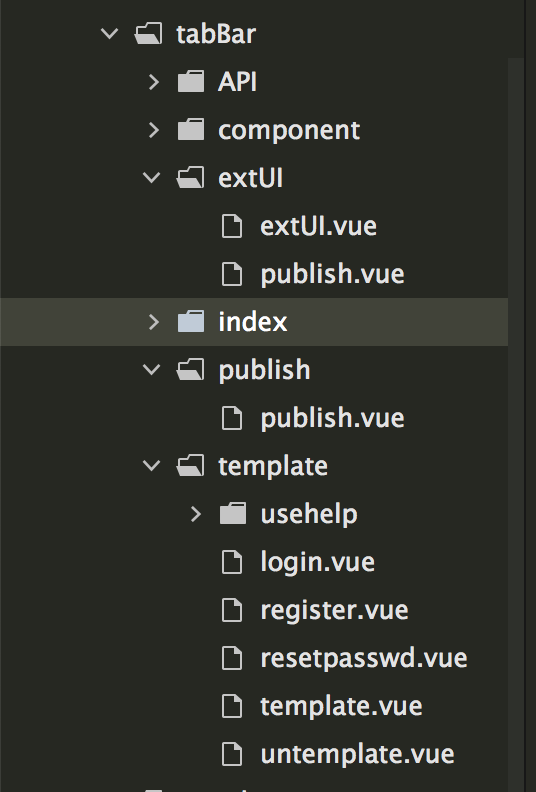 tabBar
API
component
extUI
extUI.vue
publish.vue
index
publish
publish.vue
template
usehelp
login.vue
register.vue
resetpasswd.vue
template.vue
untemplate.vue